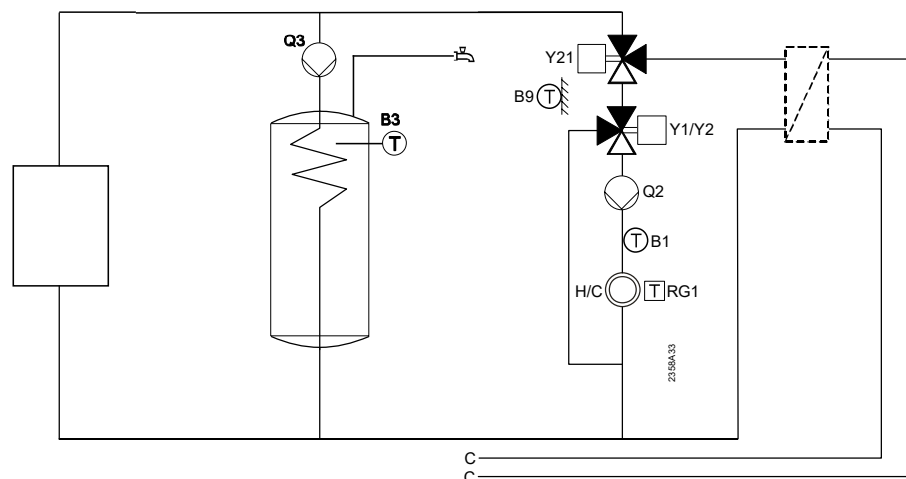 Q3
Y21
B9 T
B3
T
Y1/Y2
Q2
T B1
H/C T RG1
2358A33
C
C